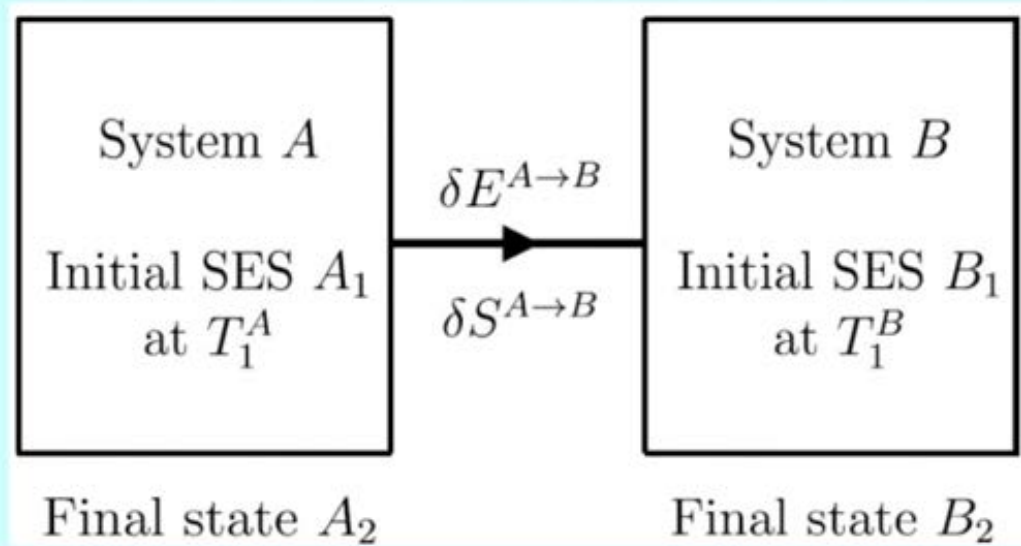 System A
Initial SES A₁
at T₁ᴬ
δEᴬ→ᴮ
δSᴬ→ᴮ
System B
Initial SES B₁
at T₁ᴮ
Final state A₂
Final state B₂